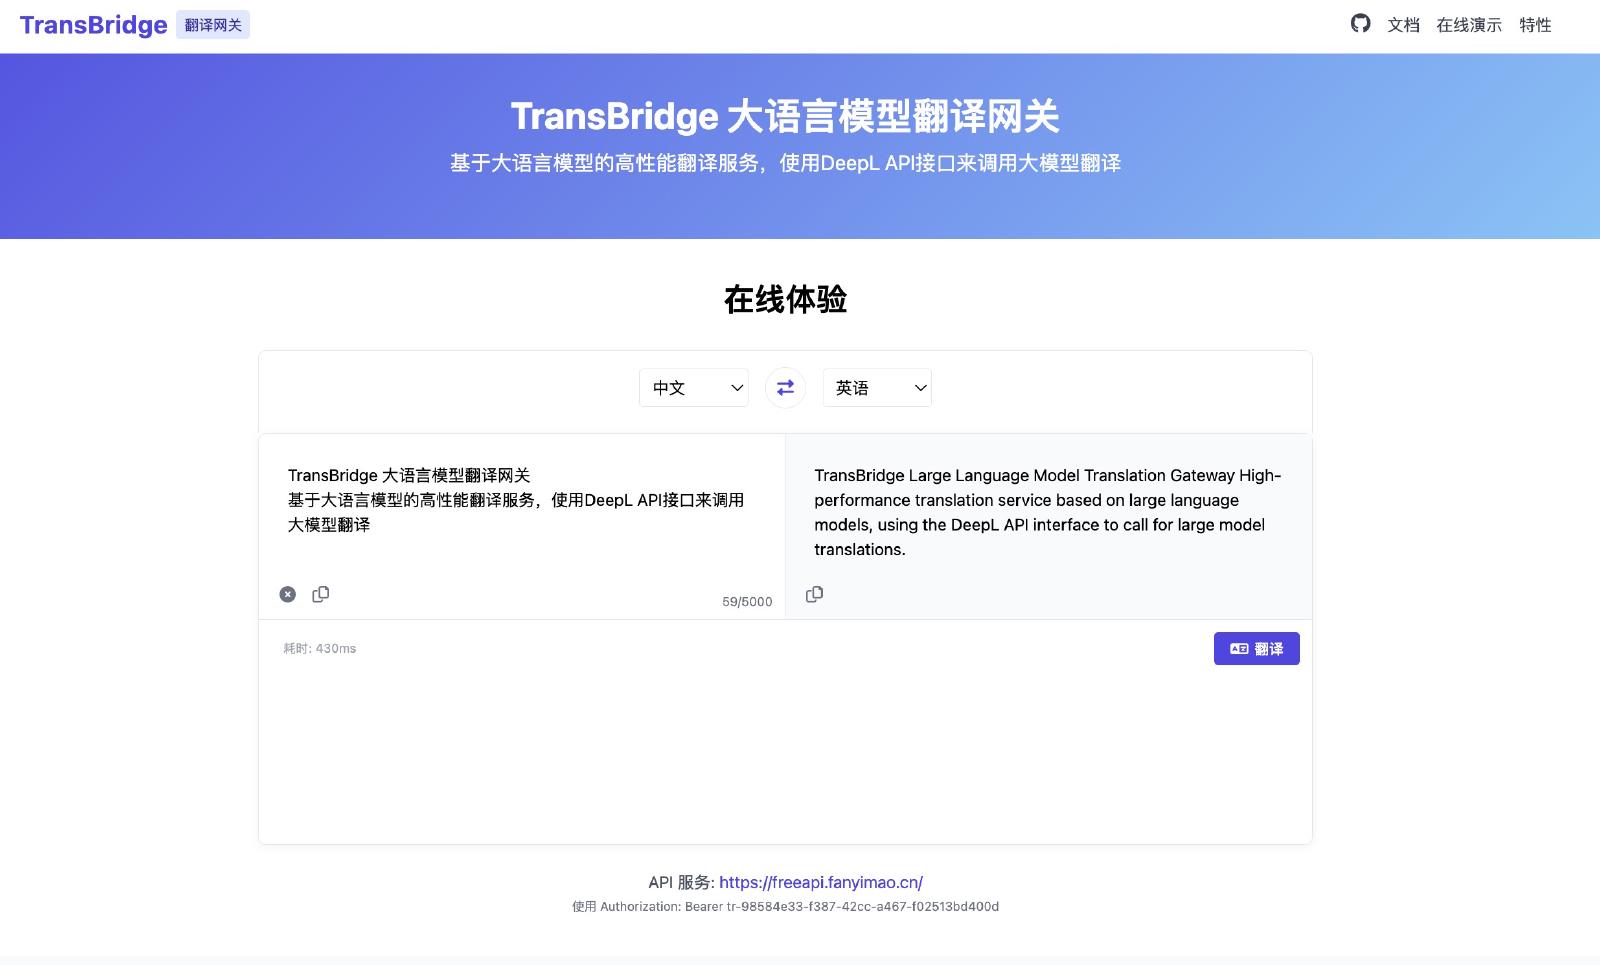 TransBridge 翻译网关
文档 在线演示 特性
TransBridge 大语言模型翻译网关
基于大语言模型的高性能翻译服务，使用DeepL API接口来调用大模型翻译
在线体验
中文 英语
TransBridge 大语言模型翻译网关
基于大语言模型的高性能翻译服务，使用DeepL API接口来调用
大模型翻译
59/5000
TransBridge Large Language Model Translation Gateway High-
performance translation service based on large language
models, using the DeepL API interface to call for large model
translations.
耗时: 430ms
翻译
API 服务: https://freeapi.fanyimao.cn/
使用 Authorization: Bearer tr-98584e33-f387-42cc-a467-f02513bd400d